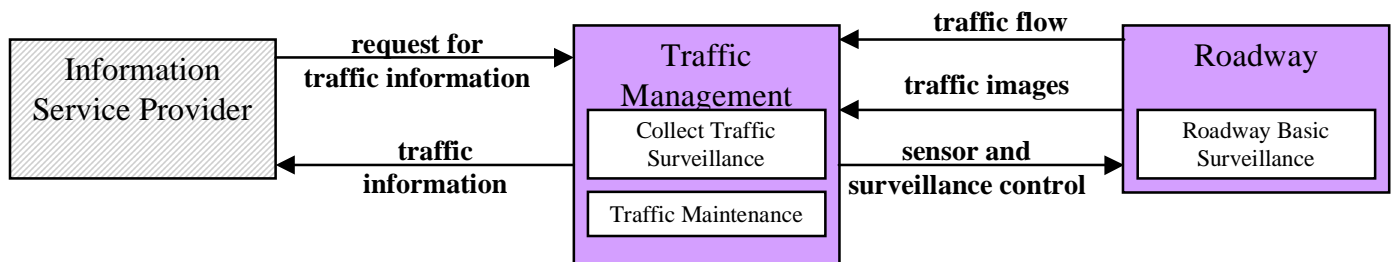 Information
Service Provider
request for
traffic information
traffic
information
Traffic
Management
Collect Traffic
Surveillance
Traffic Maintenance
traffic flow
traffic images
sensor and
surveillance control
Roadway
Roadway Basic
Surveillance